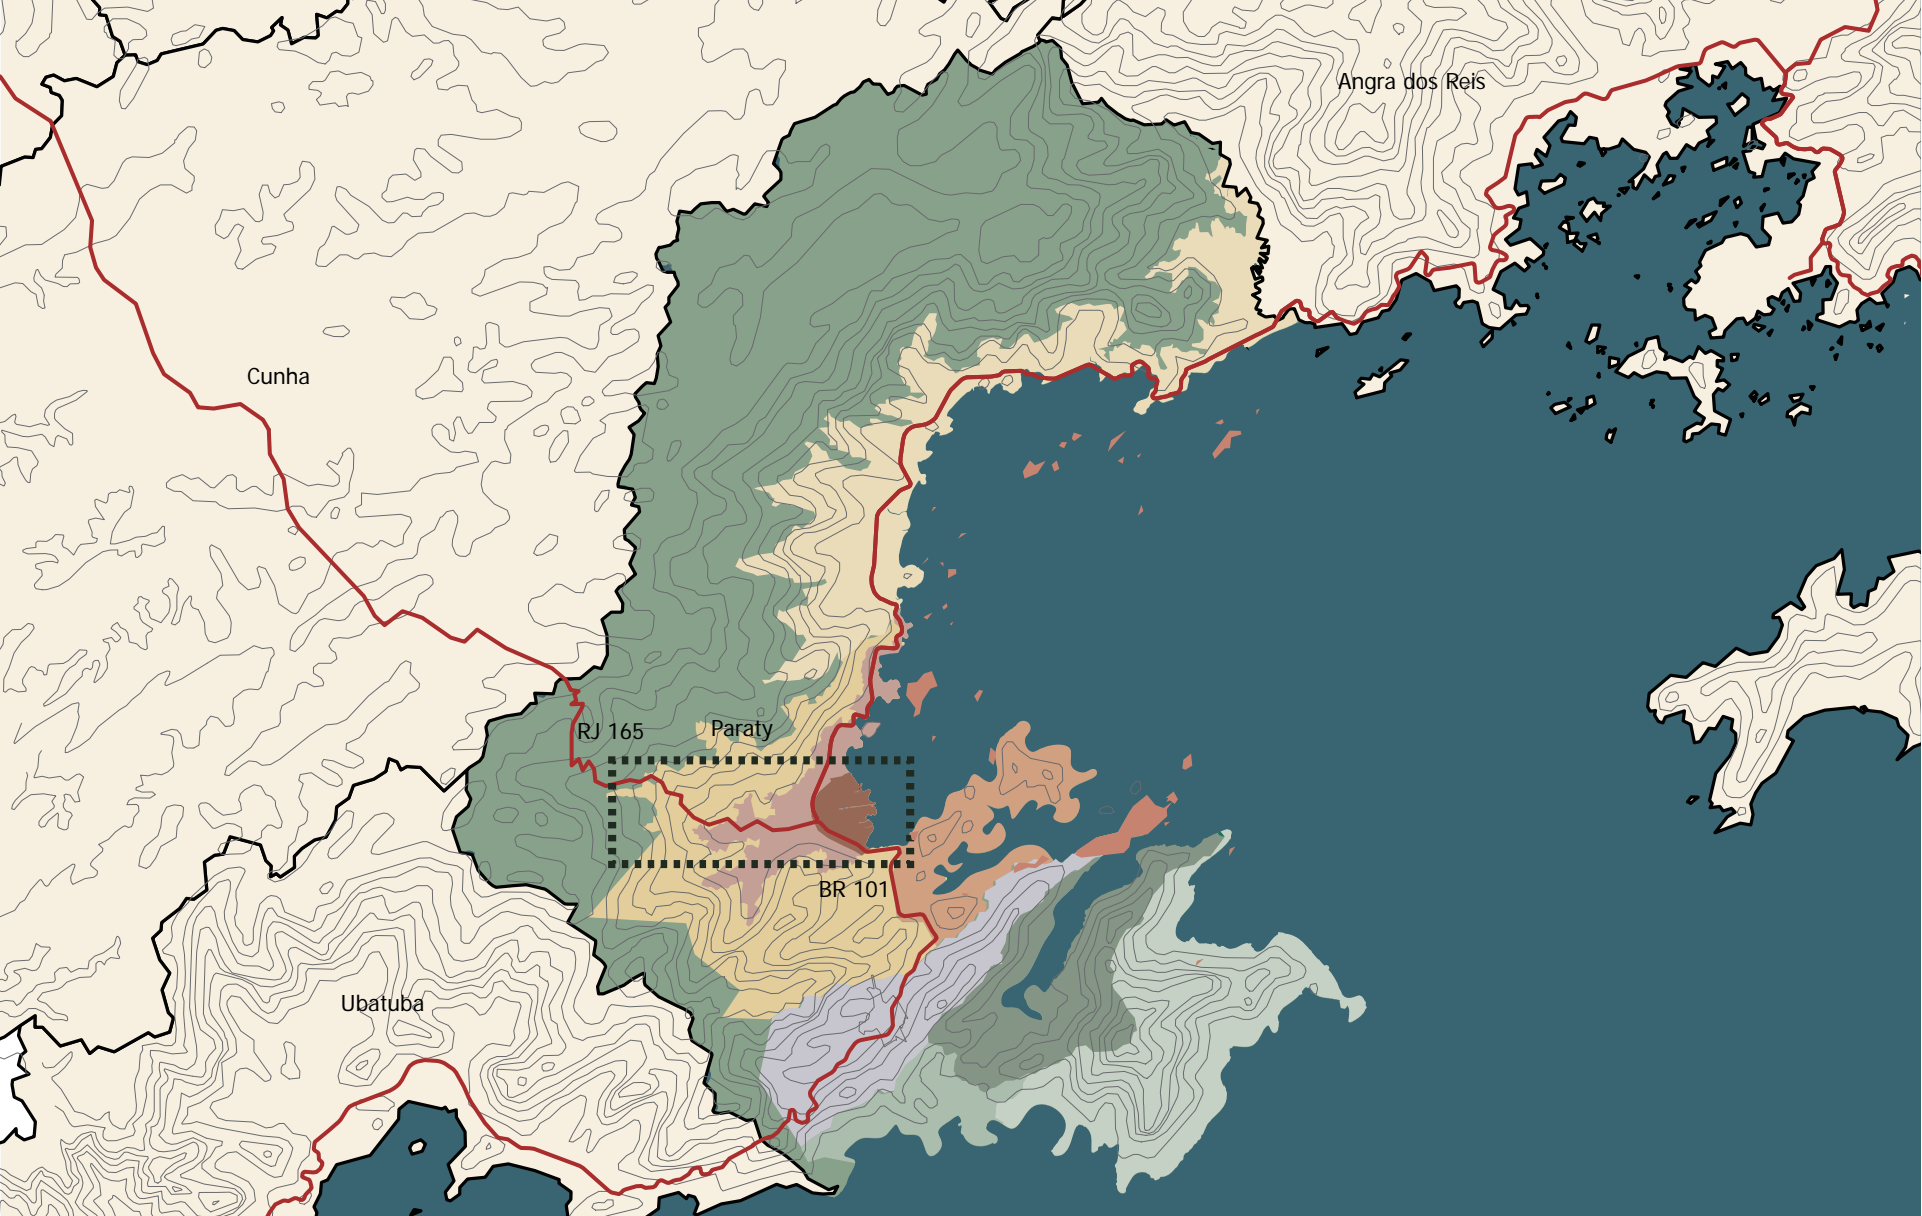 Angra dos Reis
Cunha
RJ 165
Paraty
BR 101
Ubatuba